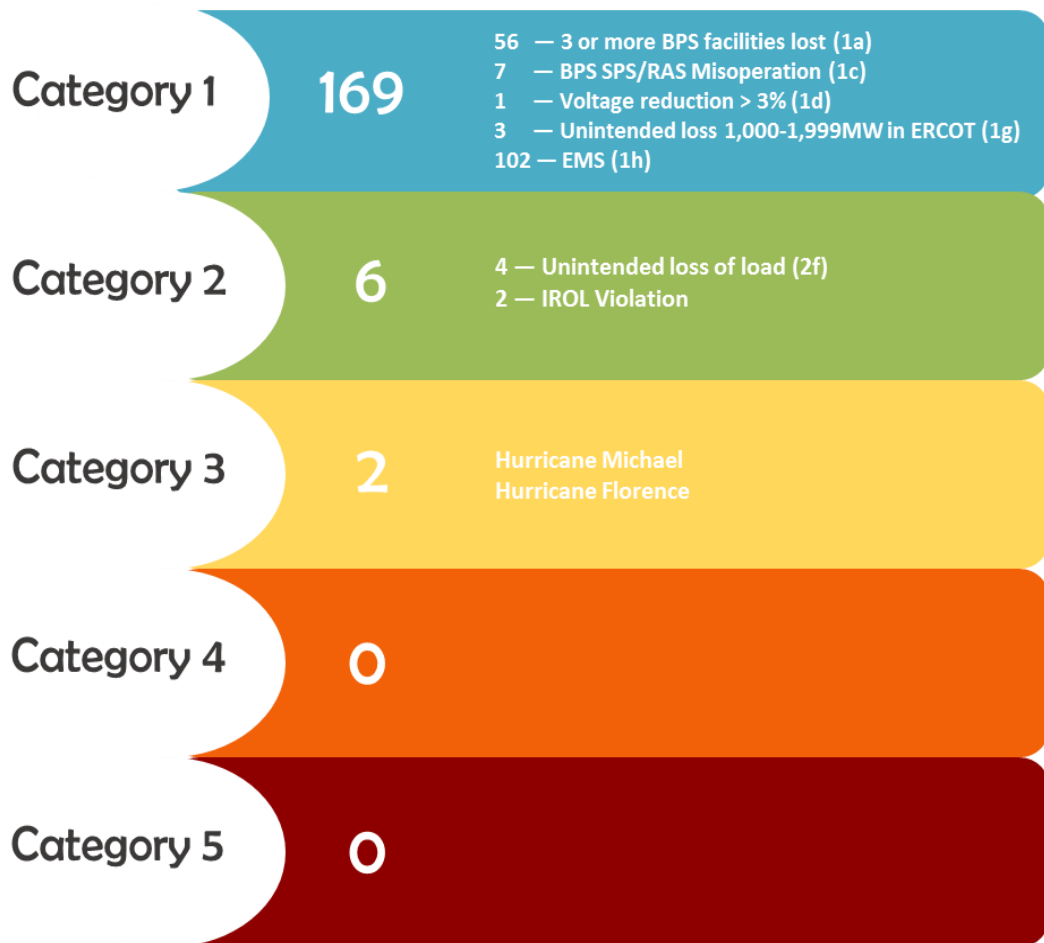 Category 1
169
56 — 3 or more BPS facilities lost (1a)
7 — BPS SPS/RAS Misoperation (1c)
1 — Voltage reduction > 3% (1d)
3 — Unintended loss 1,000-1,999MW in ERCOT (1g)
102 — EMS (1h)
Category 2
6
4 — Unintended loss of load (2f)
2 — IROL Violation
Category 3
2
Hurricane Michael
Hurricane Florence
Category 4
0
Category 5
0